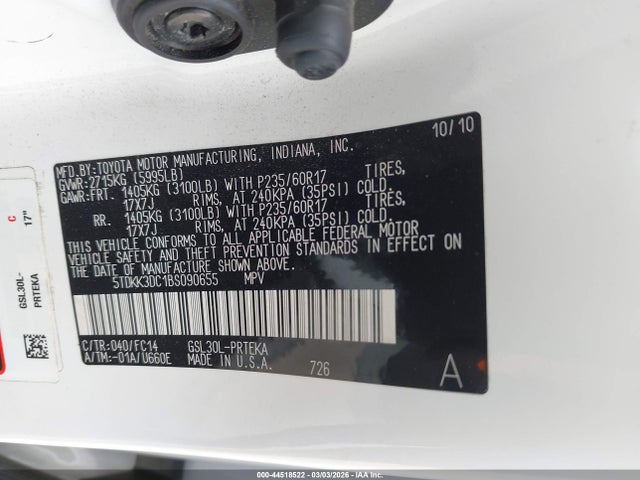 10/10
MFD.BY:TOYOTA MOTOR MANUFACTURING, INDIANA, INC.
GVWR:2715KG (5995LB)
GAWR:FRT. 1405KG (3100LB) WITH P235/60R17 TIRES,
17X7J RIMS, AT 240KPA (35PSI) COLD.
RR. 1405KG (3100LB) WITH P235/60R17 TIRES,
17X7J RIMS, AT 240KPA (35PSI) COLD.
THIS VEHICLE CONFORMS TO ALL APPLICABLE FEDERAL MOTOR
VEHICLE SAFETY AND THEFT PREVENTION STANDARDS IN EFFECT ON
THE DATE OF MANUFACTURE SHOWN ABOVE.
5TDKK3DC1BS090655 MPV
C/TR:040/FC14 GSL30L-PRTEKA
A/TM:-01A/U660E MADE IN U.S.A. 726
A
C
17"
GSL30L-
PRTEKA
000-44518522 - 03/03/2026 - IAAI.COM